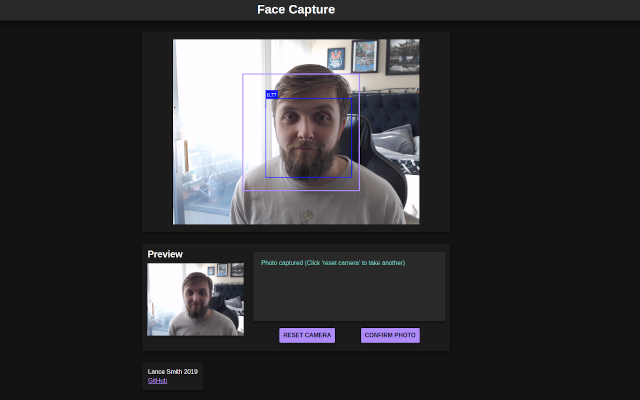 Face Capture
0.77
Preview
Photo captured (Click 'reset camera' to take another)
RESET CAMERA
CONFIRM PHOTO
Lance Smith 2019
GitHub